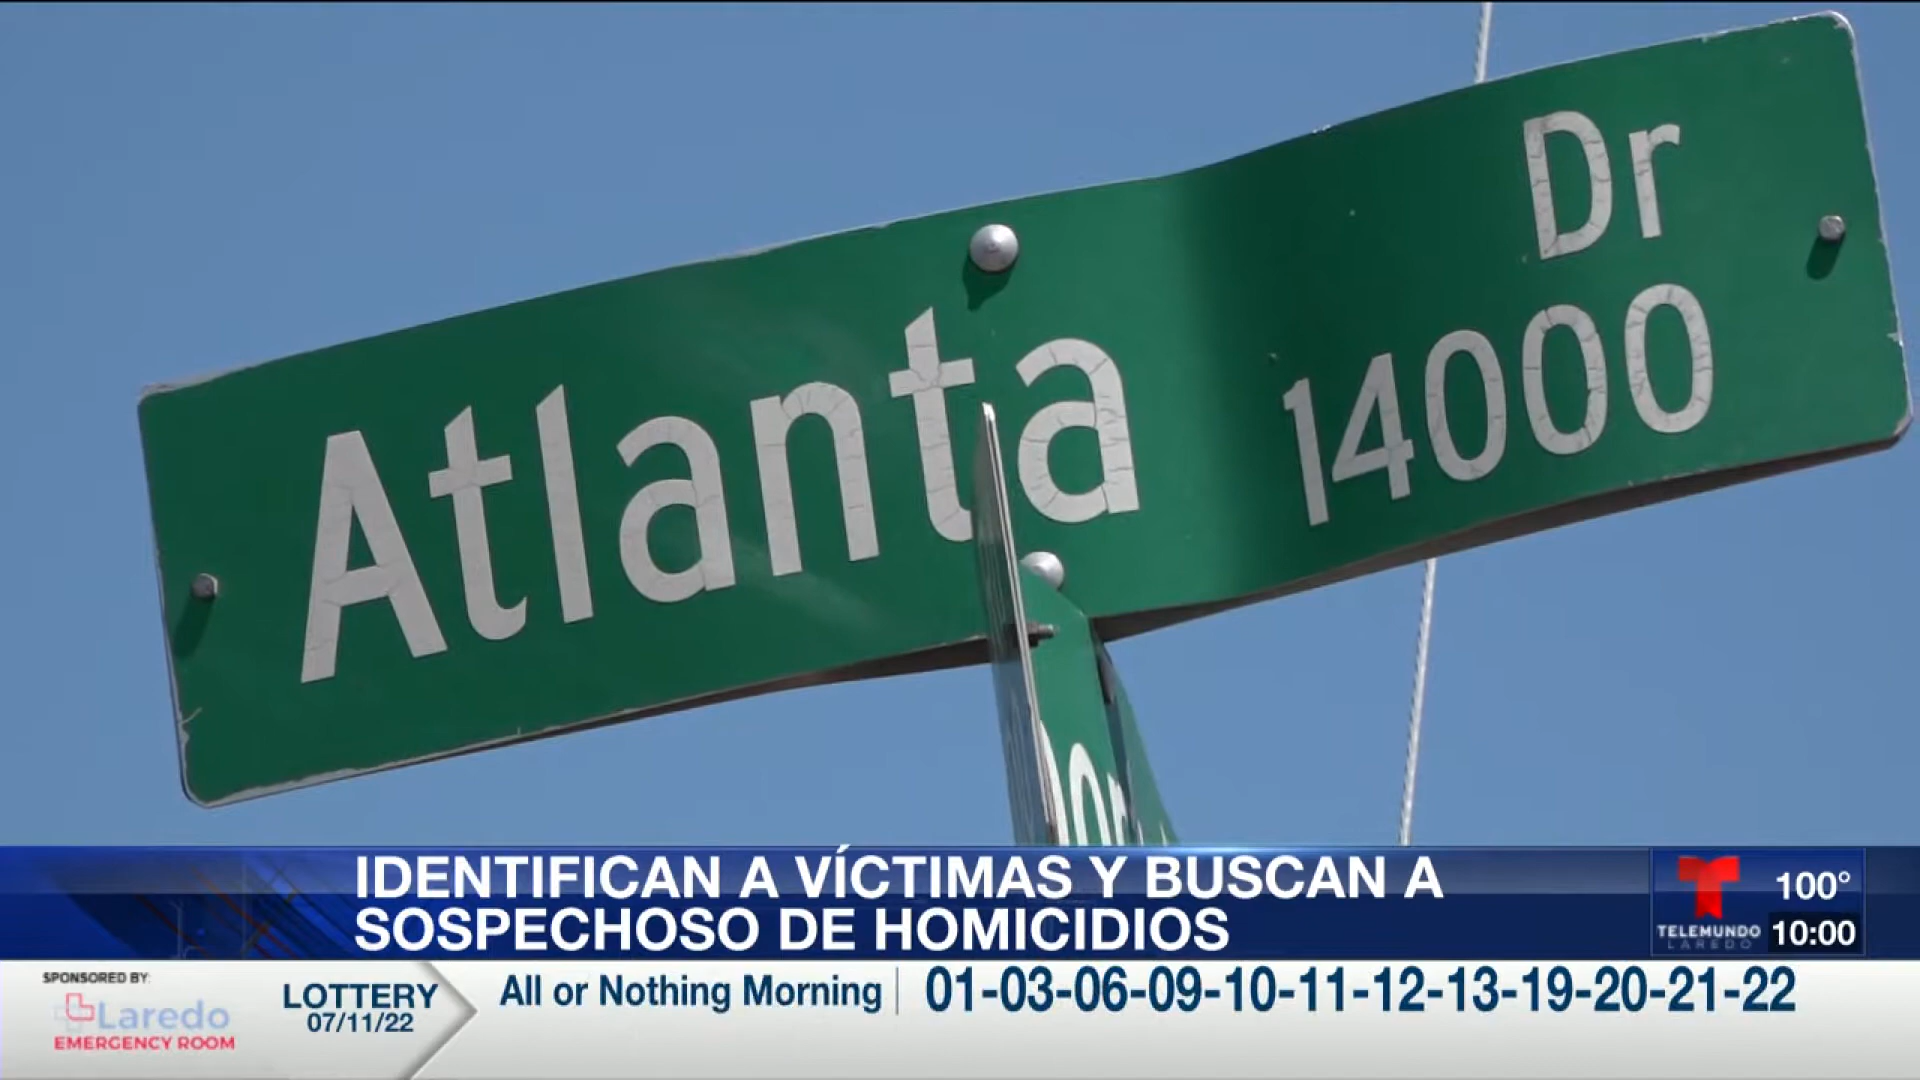 Dr
Atlanta 14000
IDENTIFICAN A VÍCTIMAS Y BUSCAN A
SOSPECHOSO DE HOMICIDIOS
100°
TELEMUNDO
LAREDO
10:00
SPONSORED BY:
Laredo
EMERGENCY ROOM
LOTTERY
07/11/22
All or Nothing Morning
01-03-06-09-10-11-12-13-19-20-21-22